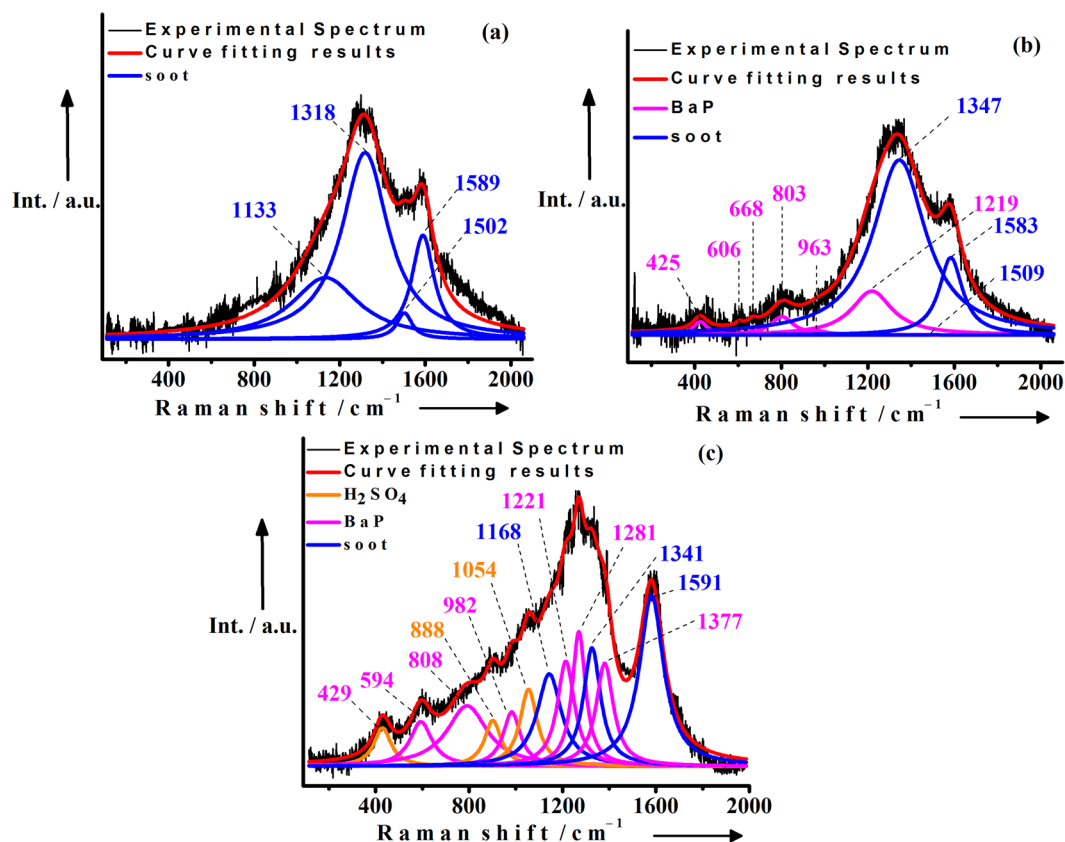 (a)
Experimental Spectrum
Curve fitting results
soot
1318
1589
1133
1502
Int. / a.u.
400 800 1200 1600 2000
Raman shift / cm⁻¹
(b)
Experimental Spectrum
Curve fitting results
BaP
soot
1347
803
668
1219
606
963
1583
425
1509
Int. / a.u.
400 800 1200 1600 2000
Raman shift / cm⁻¹
(c)
Experimental Spectrum
Curve fitting results
H₂SO₄
BaP
soot
1221
1168
1281
1341
1054
1591
982
1377
888
808
594
429
Int. / a.u.
400 800 1200 1600 2000
Raman shift / cm⁻¹